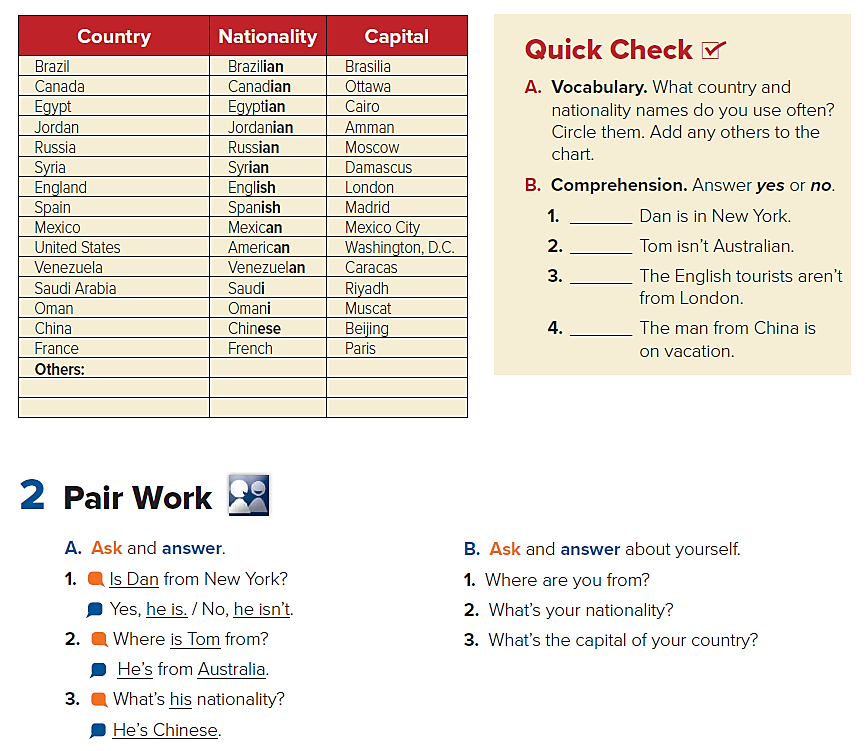 Country Nationality Capital
Brazil Brazilian Brasilia
Canada Canadian Ottawa
Egypt Egyptian Cairo
Jordan Jordanian Amman
Russia Russian Moscow
Syria Syrian Damascus
England English London
Spain Spanish Madrid
Mexico Mexican Mexico City
United States American Washington, D.C.
Venezuela Venezuelan Caracas
Saudi Arabia Saudi Riyadh
Oman Omani Muscat
China Chinese Beijing
France French Paris
Others:
Quick Check
A. Vocabulary. What country and
nationality names do you use often?
Circle them. Add any others to the
chart.
B. Comprehension. Answer yes or no.
1. ______ Dan is in New York.
2. ______ Tom isn't Australian.
3. ______ The English tourists aren't
from London.
4. ______ The man from China is
on vacation.
2 Pair Work
A. Ask and answer.
1. Is Dan from New York?
Yes, he is. / No, he isn't.
2. Where is Tom from?
He's from Australia.
3. What's his nationality?
He's Chinese.
B. Ask and answer about yourself.
1. Where are you from?
2. What's your nationality?
3. What's the capital of your country?